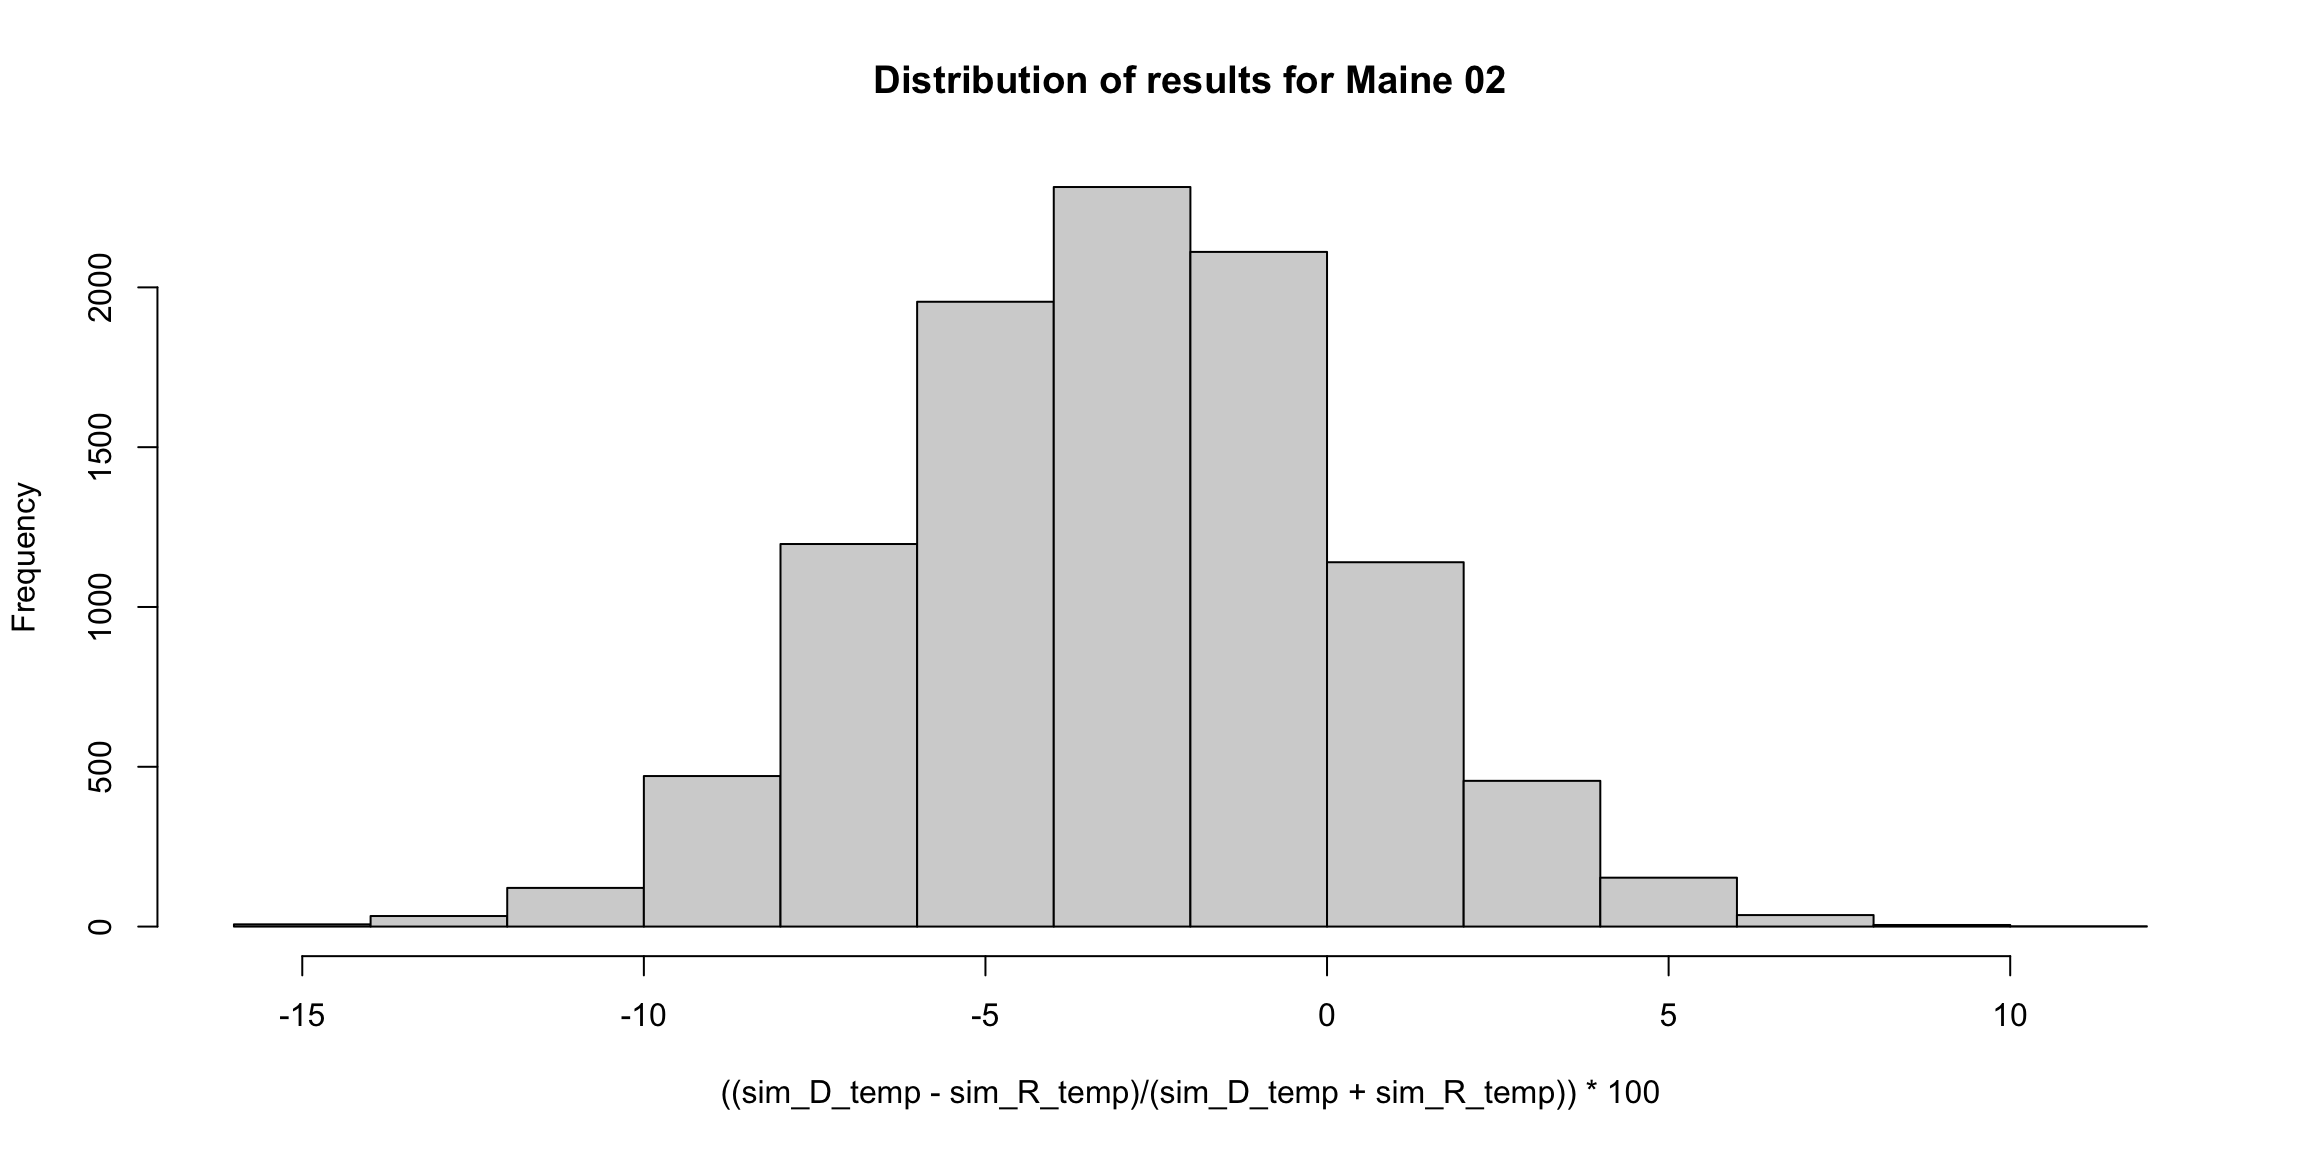 Distribution of results for Maine 02
Frequency
2000
1500
1000
500
0
-15 -10 -5 0 5 10
((sim_D_temp - sim_R_temp)/(sim_D_temp + sim_R_temp)) * 100